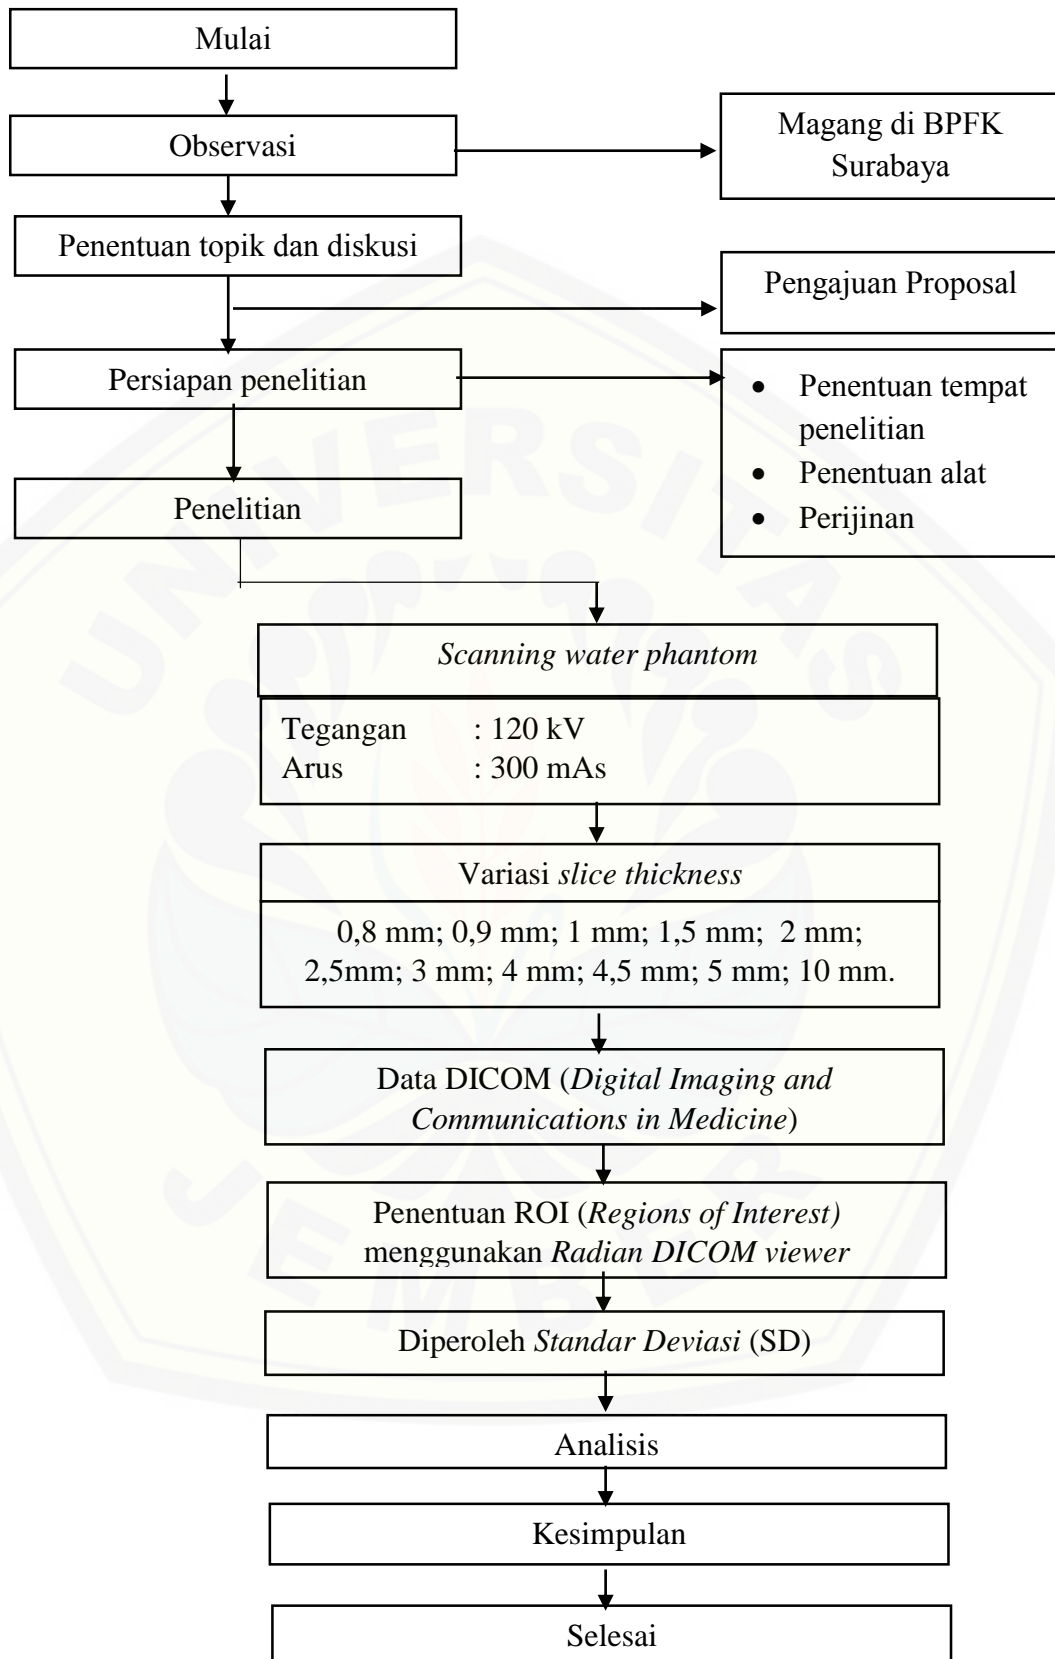 Mulai
Observasi
Magang di BPFK
Surabaya
Penentuan topik dan diskusi
Pengajuan Proposal
Persiapan penelitian
• Penentuan tempat
penelitian
• Penentuan alat
• Perijinan
Penelitian
Scanning water phantom
Tegangan : 120 kV
Arus : 300 mAs
Variasi slice thickness
0,8 mm; 0,9 mm; 1 mm; 1,5 mm; 2 mm;
2,5mm; 3 mm; 4 mm; 4,5 mm; 5 mm; 10 mm.
Data DICOM (Digital Imaging and
Communications in Medicine)
Penentuan ROI (Regions of Interest)
menggunakan Radian DICOM viewer
Diperoleh Standar Deviasi (SD)
Analisis
Kesimpulan
Selesai
UNIVERSITAS
JEMBER